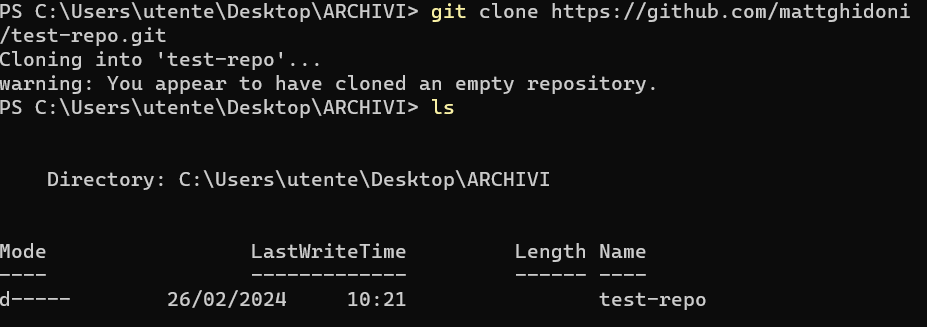 PS C:\Users\utente\Desktop\ARCHIVI> git clone https://github.com/mattghidoni
/test-repo.git
Cloning into 'test-repo'...
warning: You appear to have cloned an empty repository.
PS C:\Users\utente\Desktop\ARCHIVI> ls
Directory: C:\Users\utente\Desktop\ARCHIVI
Mode LastWriteTime Length Name
---- ------------- ------ ----
d----- 26/02/2024 10:21 test-repo